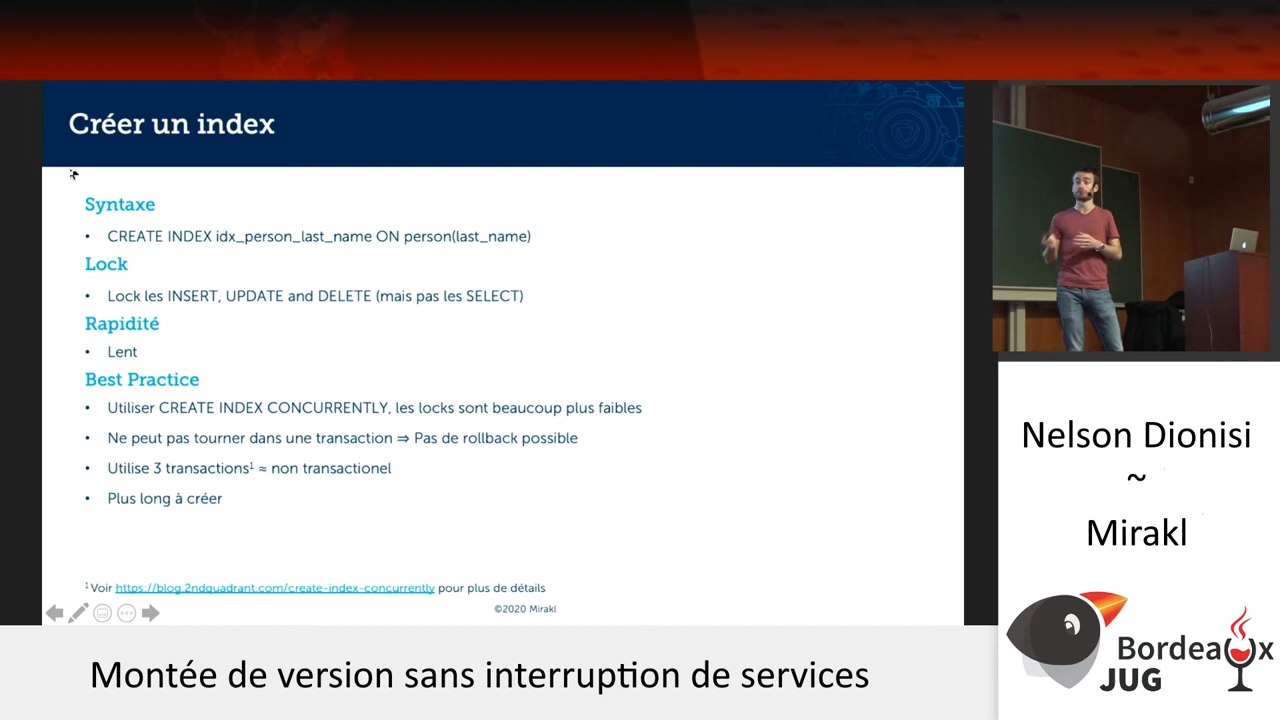 Créer un index
Syntaxe
• CREATE INDEX idx_person_last_name ON person(last_name)
Lock
• Lock les INSERT, UPDATE and DELETE (mais pas les SELECT)
Rapidité
• Lent
Best Practice
• Utiliser CREATE INDEX CONCURRENTLY, les locks sont beaucoup plus faibles
• Ne peut pas tourner dans une transaction ⇒ Pas de rollback possible
• Utilise 3 transactions¹ ≈ non transactionel
• Plus long à créer
¹ Voir https://blog.2ndquadrant.com/create-index-concurrently pour plus de détails
©2020 Mirakl
Nelson Dionisi
~
Mirakl
Bordeaux
JUG
Montée de version sans interruption de services